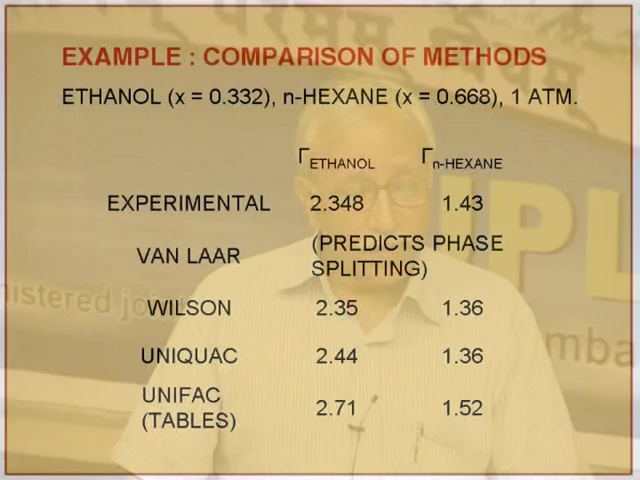 EXAMPLE : COMPARISON OF METHODS
ETHANOL (x = 0.332), n-HEXANE (x = 0.668), 1 ATM.
Γ ETHANOL Γ n-HEXANE
EXPERIMENTAL 2.348 1.43
VAN LAAR (PREDICTS PHASE
SPLITTING)
WILSON 2.35 1.36
UNIQUAC 2.44 1.36
UNIFAC
(TABLES) 2.71 1.52